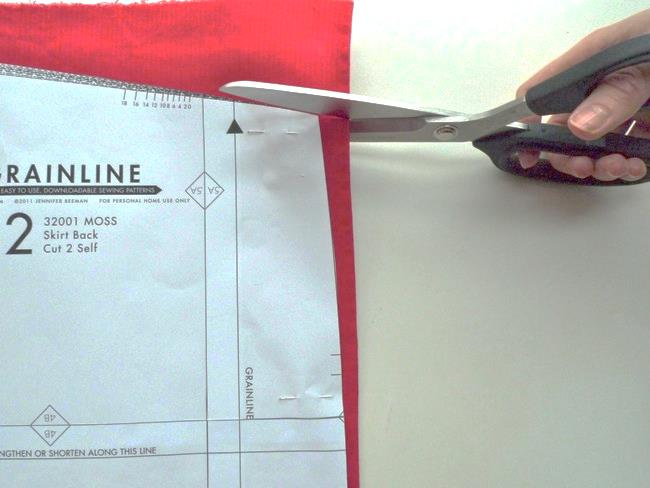 18 16 14 12 10 8 6 4 2 0
GRAINLINE
EASY TO USE, DOWNLOADABLE SEWING PATTERNS
©2011 JENNIFER BEEMAN FOR PERSONAL HOME USE ONLY
5A
5A
2
32001 MOSS
Skirt Back
Cut 2 Self
GRAINLINE
4B
4B
NGTHEN OR SHORTEN ALONG THIS LINE